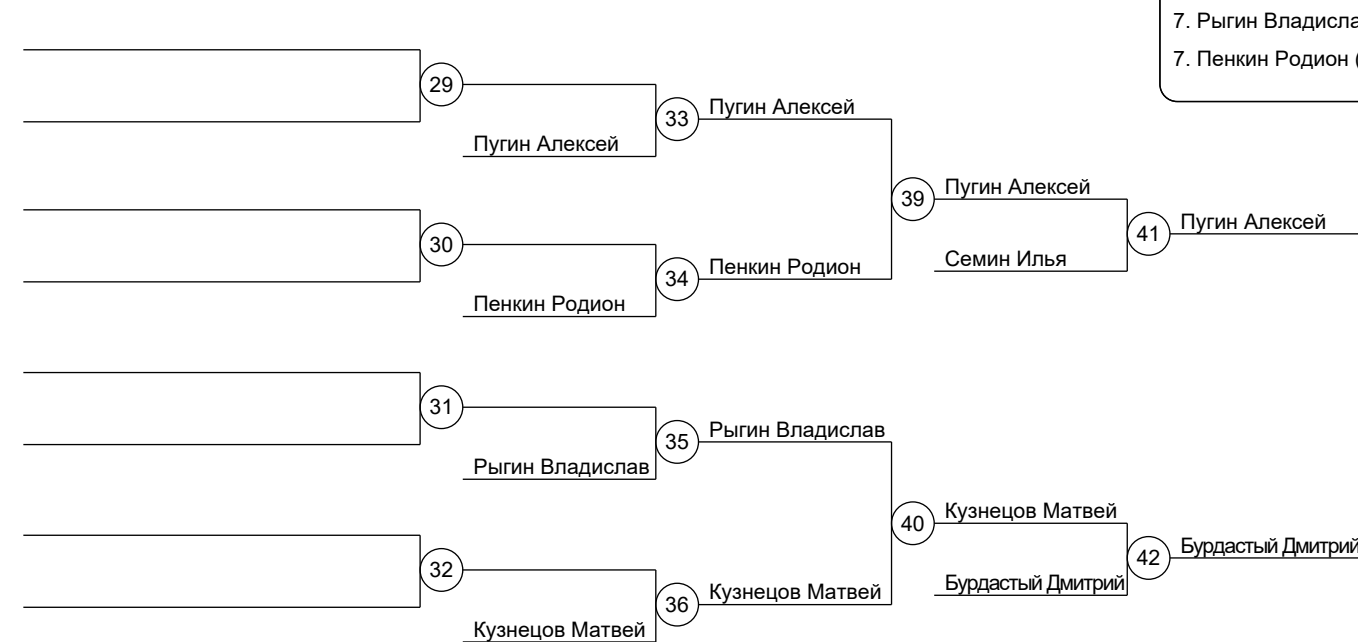 7. Рыгин Владисла
7. Пенкин Родион (
29
33
Пугин Алексей
Пугин Алексей
39
Пугин Алексей
41
Пугин Алексей
30
34
Пенкин Родион
Семин Илья
Пенкин Родион
31
35
Рыгин Владислав
Рыгин Владислав
40
Кузнецов Матвей
42
Бурдастый Дмитрий
32
36
Кузнецов Матвей
Бурдастый Дмитрий
Кузнецов Матвей